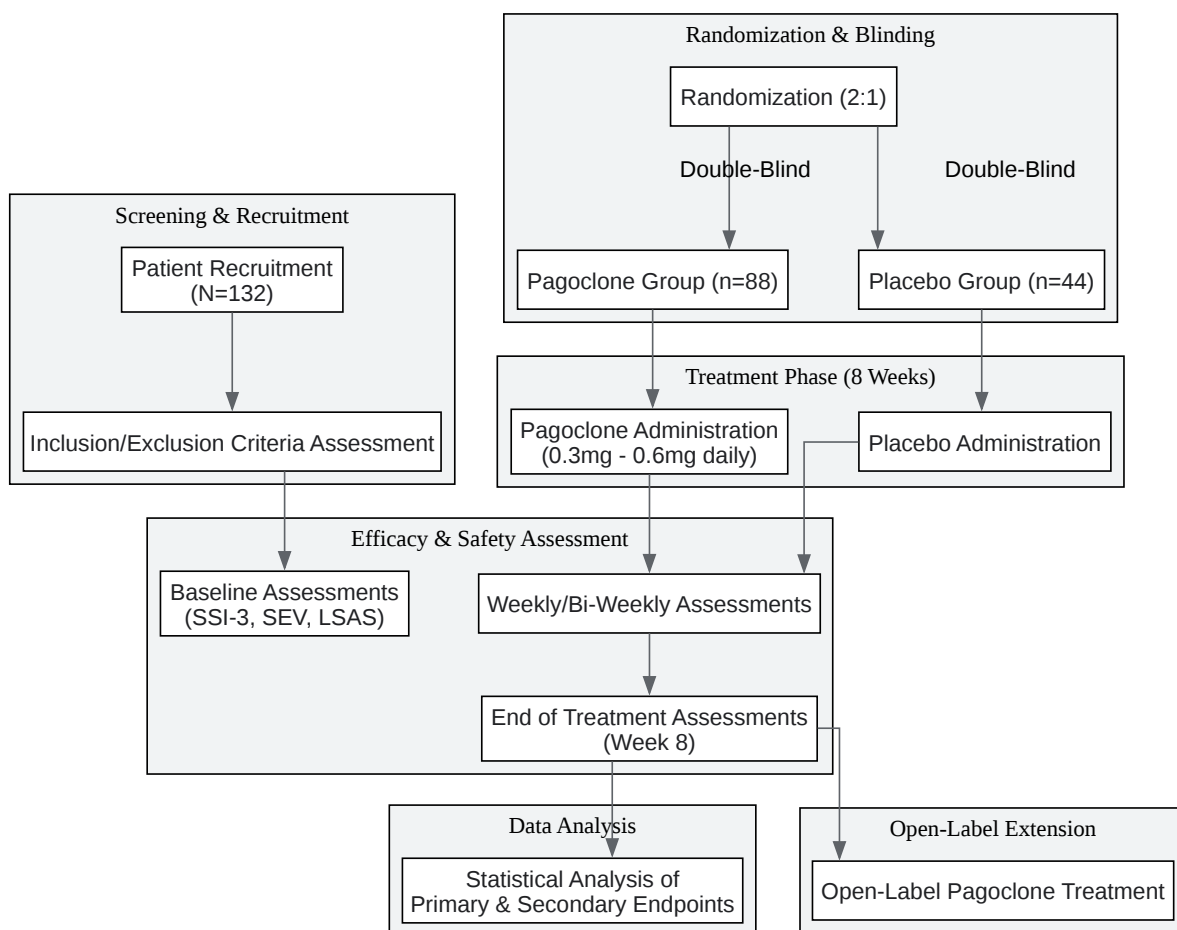 Randomization & Blinding
Randomization (2:1)
Double-Blind
Double-Blind
Screening & Recruitment
Patient Recruitment
(N=132)
Pagoclone Group (n=88)
Placebo Group (n=44)
Treatment Phase (8 Weeks)
Inclusion/Exclusion Criteria Assessment
Pagoclone Administration
(0.3mg - 0.6mg daily)
Placebo Administration
Efficacy & Safety Assessment
Baseline Assessments
(SSI-3, SEV, LSAS)
Weekly/Bi-Weekly Assessments
End of Treatment Assessments
(Week 8)
Data Analysis
Open-Label Extension
Statistical Analysis of
Primary & Secondary Endpoints
Open-Label Pagoclone Treatment